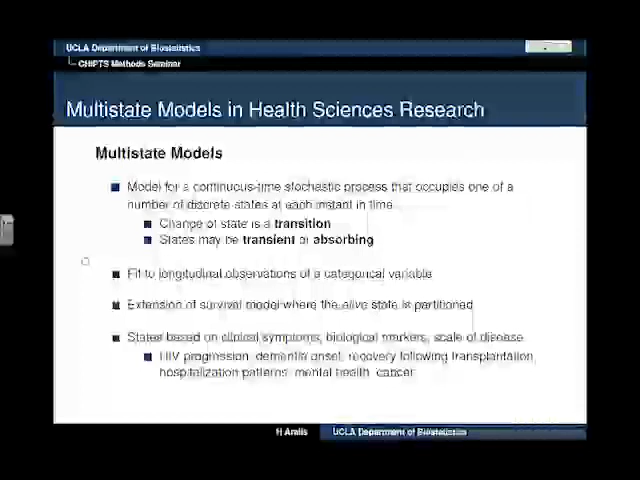 UCLA Department of Biostatistics
CHIPTS Methods Seminar
Multistate Models in Health Sciences Research
Multistate Models
Model for a continuous-time stochastic process that occupies one of a
number of discrete states at each instant in time
Change of state is a transition
States may be transient or absorbing
Fit to longitudinal observations of a categorical variable
Extension of survival model where the alive state is partitioned
States based on clinical symptoms, biological markers, scale of disease
HIV progression, dementia onset, recovery following transplantation,
hospitalization patterns, mental health, cancer
H Aralis
UCLA Department of Biostatistics